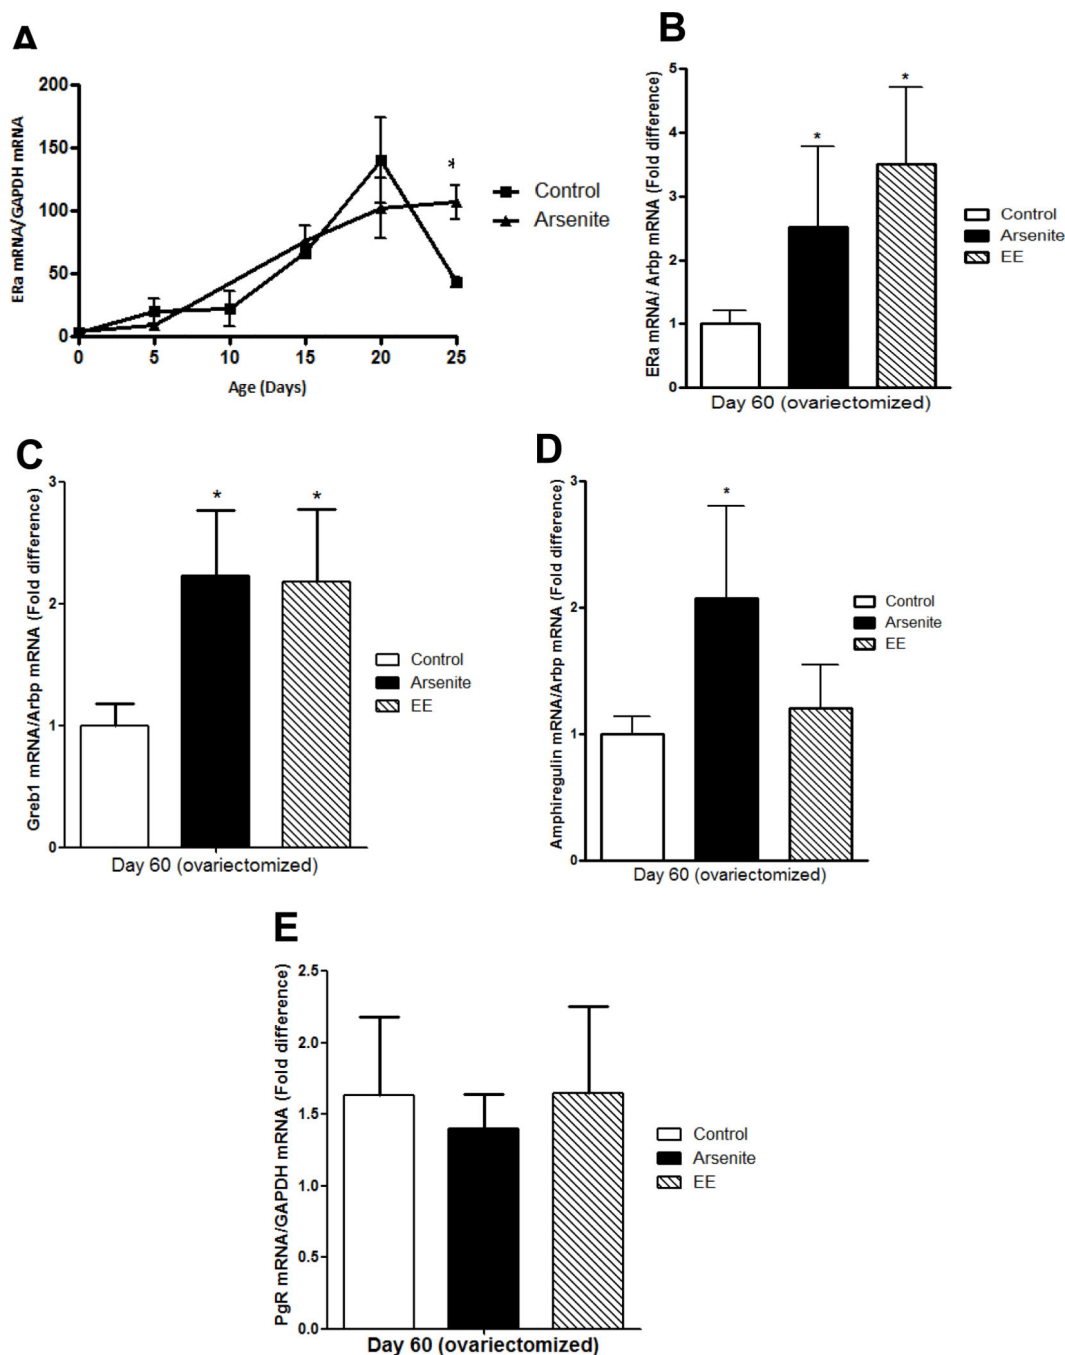 A
ERa mRNA/GAPDH mRNA
200
150
100
50
0
0 5 10 15 20 25
Age (Days)
*
Control
Arsenite
B
ERa mRNA/ Arbp mRNA (Fold difference)
5
4
3
2
1
0
* *
Day 60 (ovariectomized)
Control
Arsenite
EE
C
Greb1 mRNA/Arbp mRNA (Fold difference)
3
2
1
0
* *
Day 60 (ovariectomized)
Control
Arsenite
EE
D
Amphiregulin mRNA/Arbp mRNA (Fold difference)
3
2
1
0
*
Day 60 (ovariectomized)
Control
Arsenite
EE
E
PgR mRNA/GAPDH mRNA (Fold difference)
2.5
2.0
1.5
1.0
0.5
0.0
Day 60 (ovariectomized)
Control
Arsenite
EE